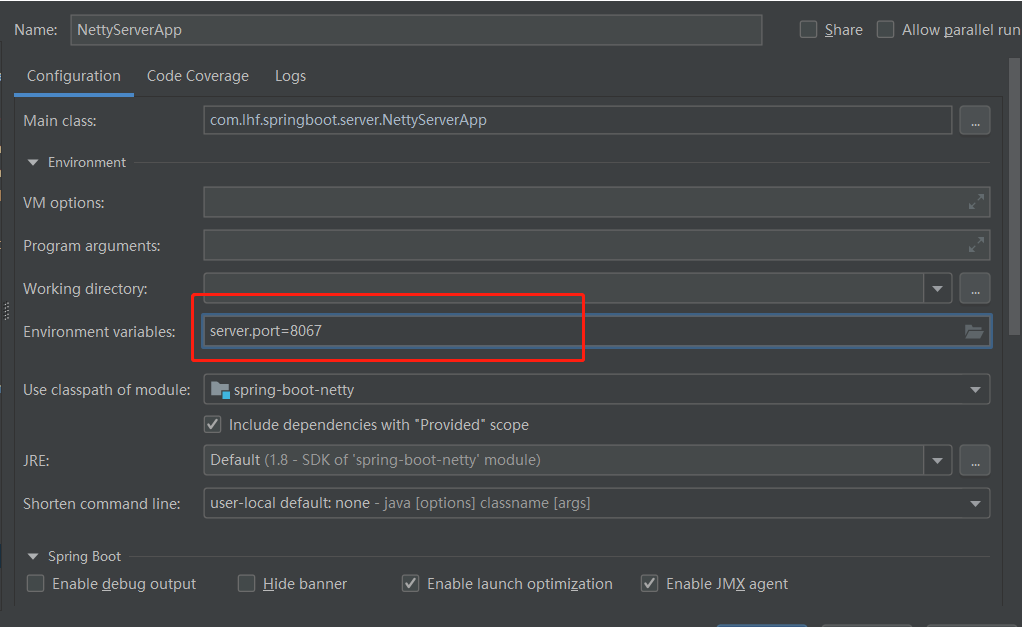 Name: NettyServerApp Share Allow parallel run
Configuration Code Coverage Logs
Main class: com.lhf.springboot.server.NettyServerApp ...
Environment
VM options:
Program arguments:
Working directory: ...
Environment variables: server.port=8067
Use classpath of module: spring-boot-netty
Include dependencies with "Provided" scope
JRE: Default (1.8 - SDK of 'spring-boot-netty' module) ...
Shorten command line: user-local default: none - java [options] classname [args]
Spring Boot
Enable debug output Hide banner Enable launch optimization Enable JMX agent